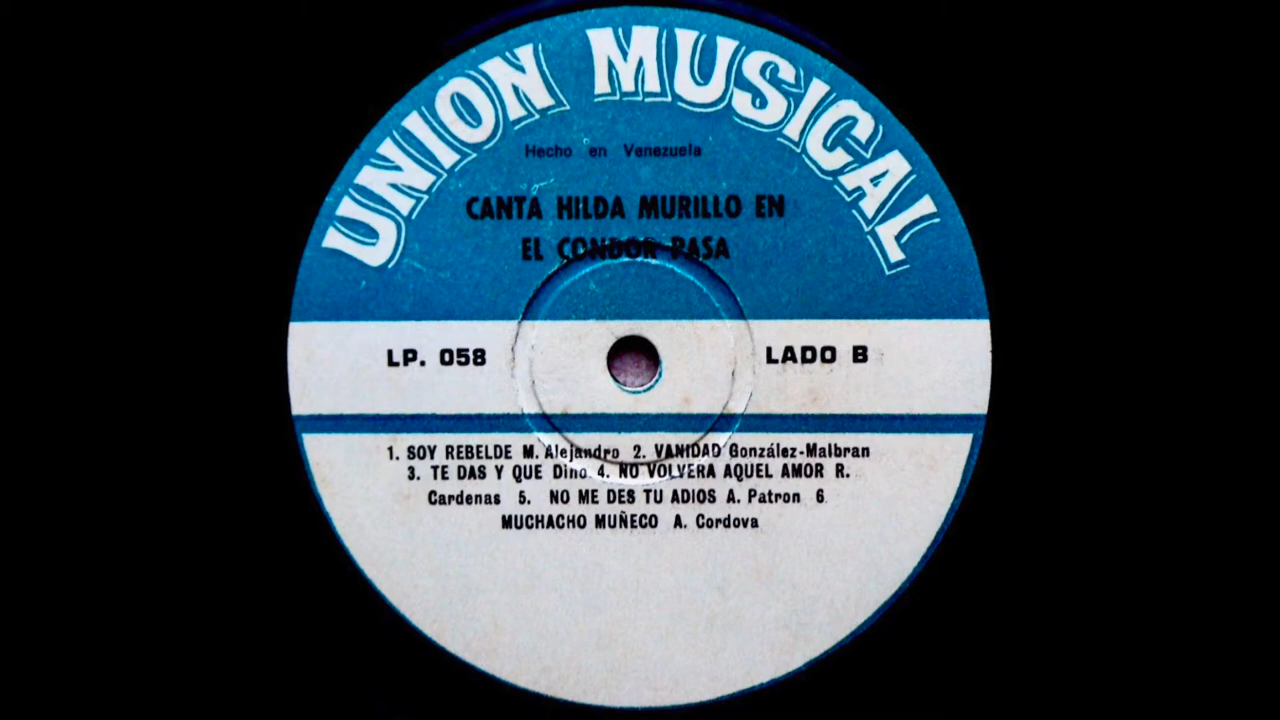 UNION MUSICAL
Hecho en Venezuela
CANTA HILDA MURILLO EN
EL CONDOR PASA
LP. 058
LADO B
1. SOY REBELDE M. Alejandro 2. VANIDAD González-Malbran
3. TE DAS Y QUE Dino 4. NO VOLVERA AQUEL AMOR R.
Cardenas 5. NO ME DES TU ADIOS A. Patron 6.
MUCHACHO MUÑECO A. Cordova